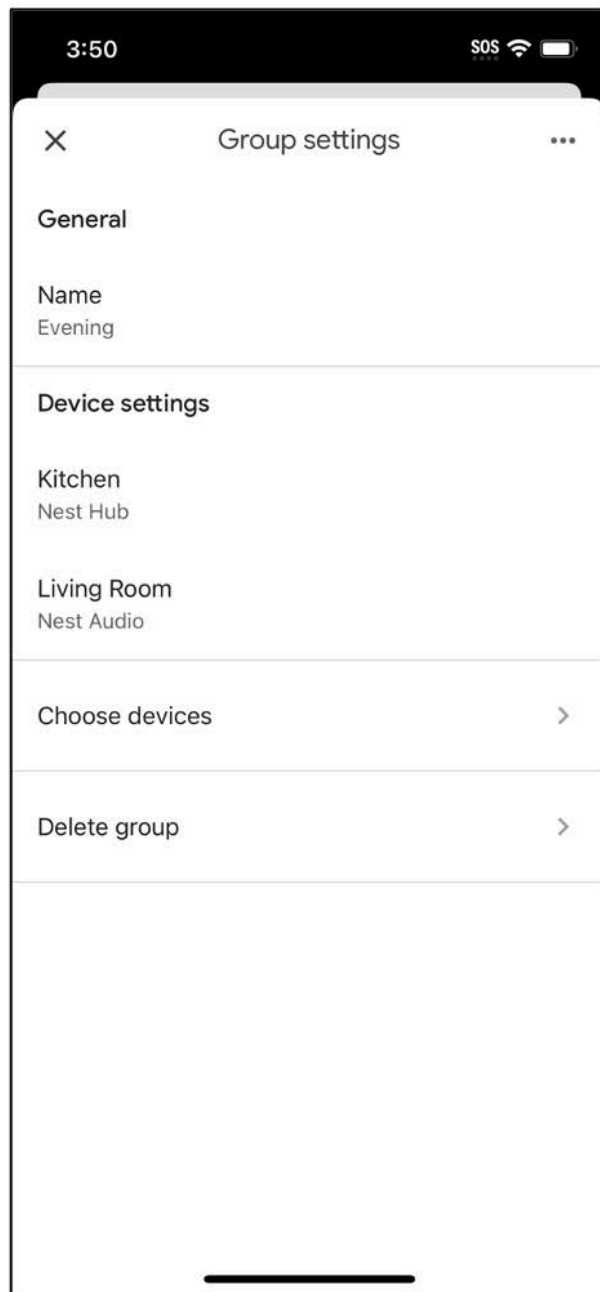 3:50 SOS
Group settings
General
Name
Evening
Device settings
Kitchen
Nest Hub
Living Room
Nest Audio
Choose devices
Delete group